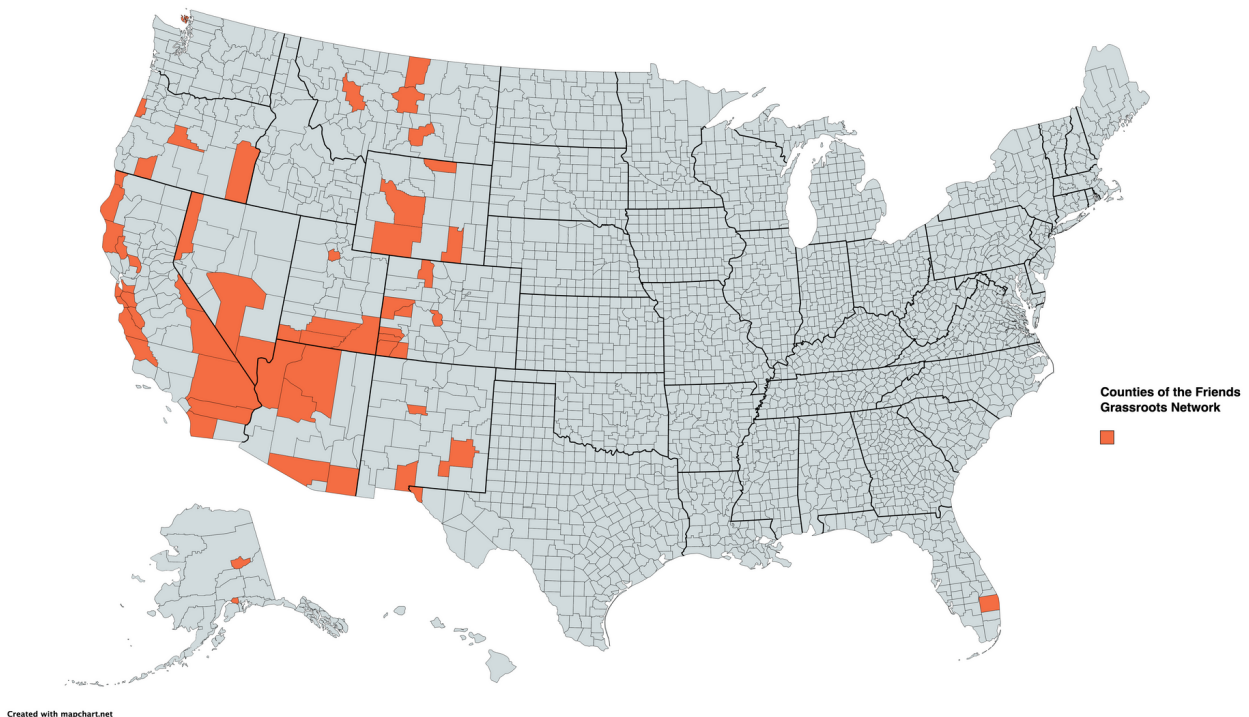 Counties of the Friends
Grassroots Network
Created with mapchart.net